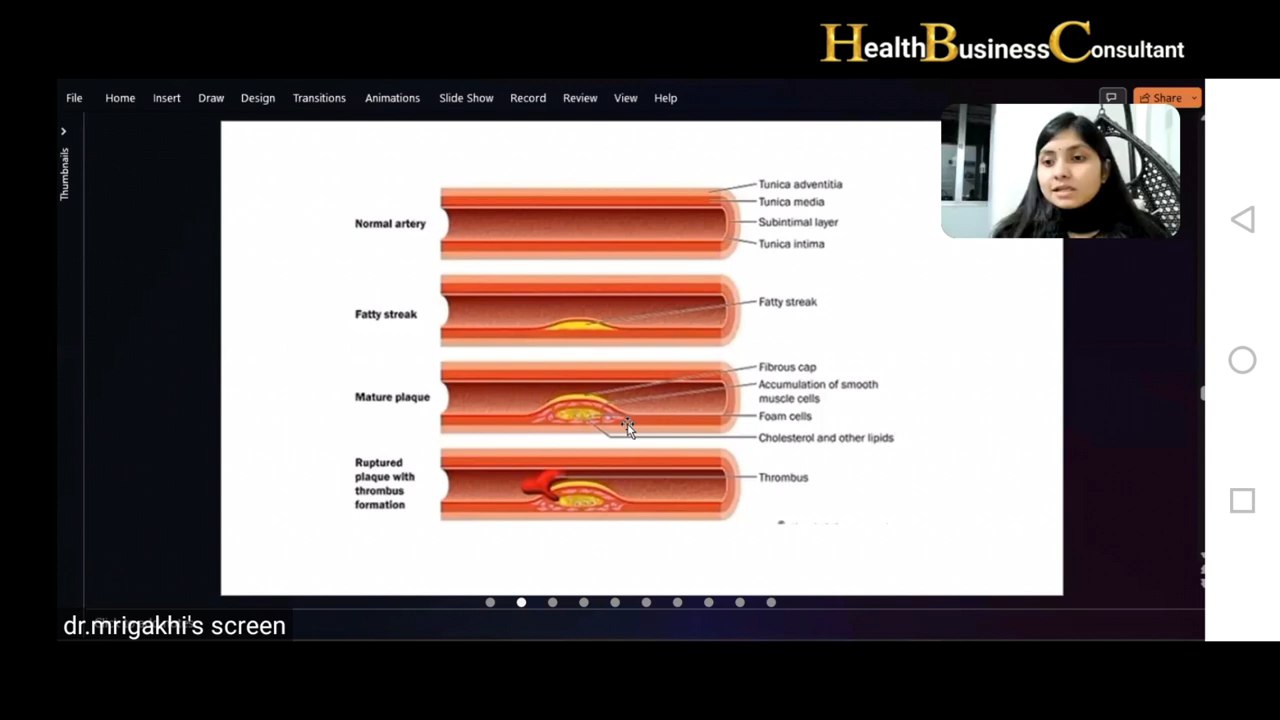 HealthBusinessConsultant
File Home Insert Draw Design Transitions Animations Slide Show Record Review View Help
Share
Thumbnails
Tunica adventitia
Tunica media
Normal artery
Subintimal layer
Tunica intima
Fatty streak
Fatty streak
Fibrous cap
Accumulation of smooth
muscle cells
Mature plaque
Foam cells
Cholesterol and other lipids
Ruptured
plaque with
thrombus
formation
Thrombus
dr.mrigakhi's screen